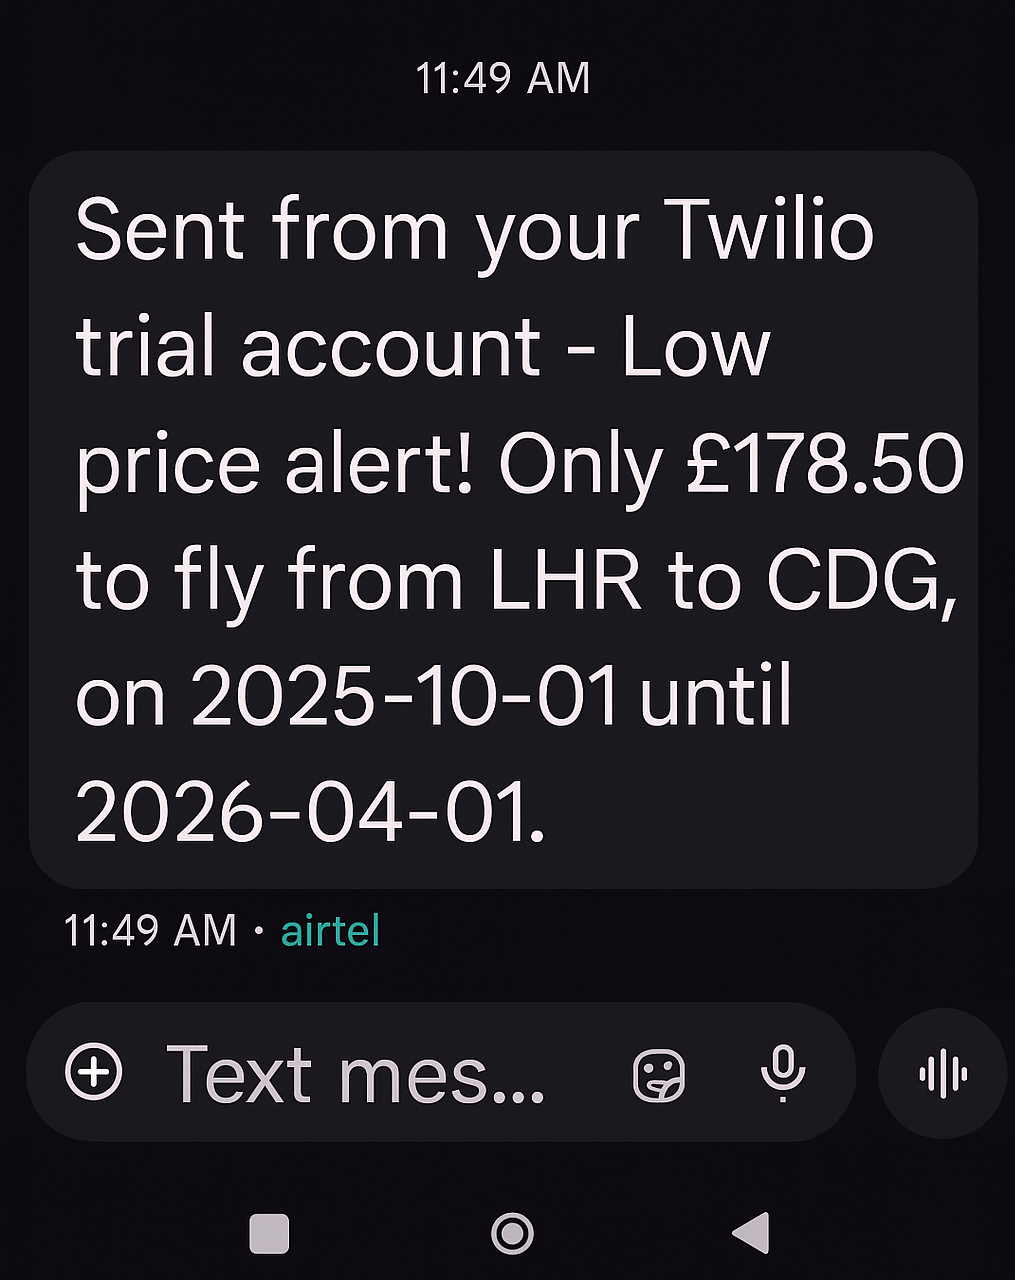 11:49 AM
Sent from your Twilio
trial account - Low
price alert! Only £178.50
to fly from LHR to CDG,
on 2025-10-01 until
2026-04-01.
11:49 AM • airtel
Text mes...